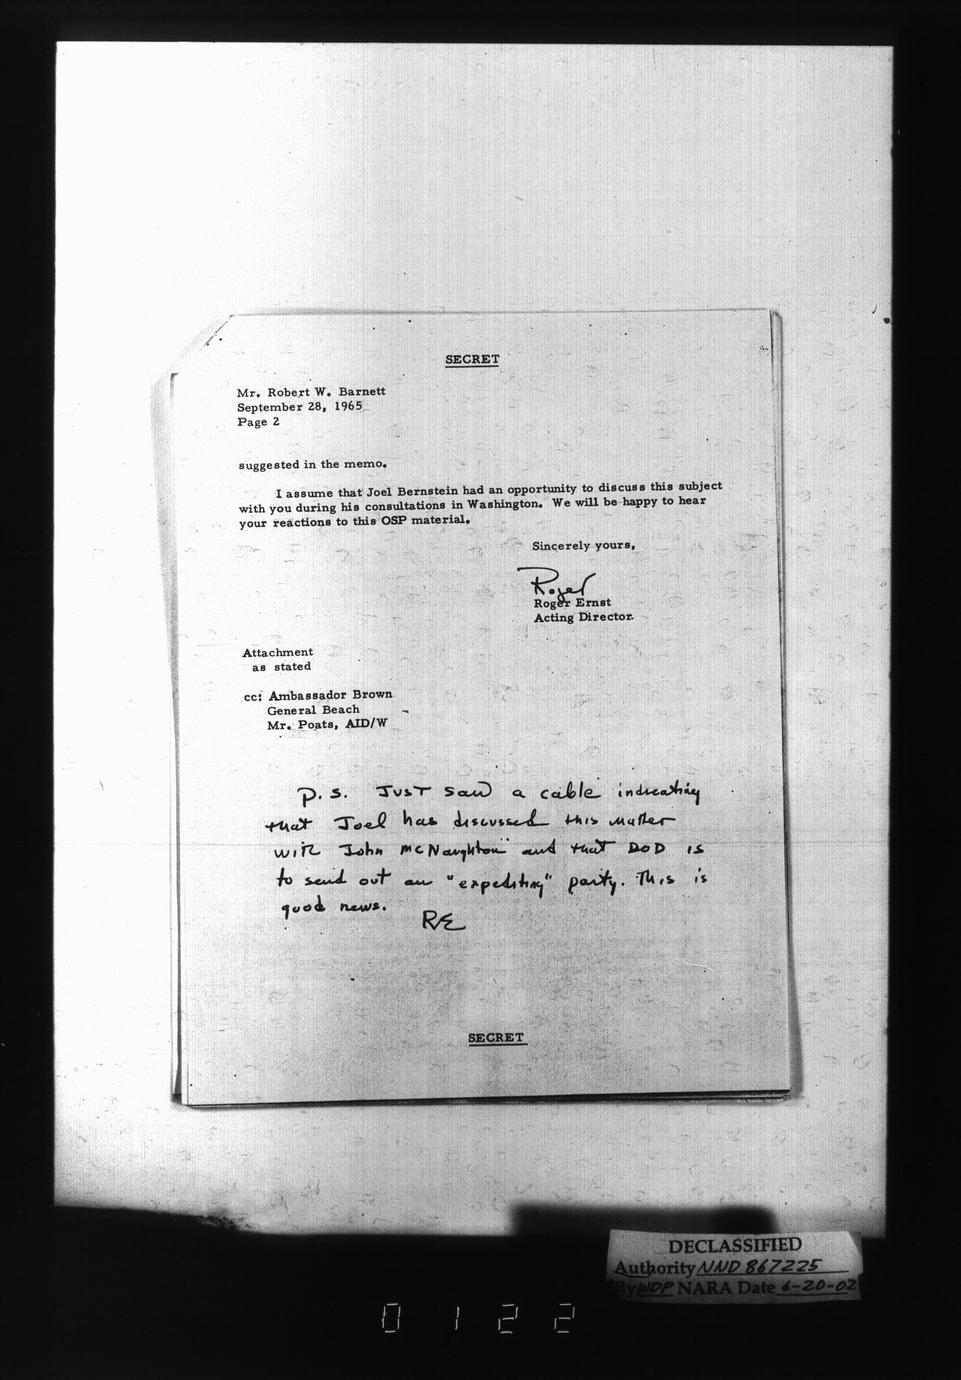 SECRET
Mr. Robert W. Barnett
September 28, 1965
Page 2
suggested in the memo.
I assume that Joel Bernstein had an opportunity to discuss this subject
with you during his consultations in Washington. We will be happy to hear
your reactions to this OSP material.
Sincerely yours,
Roger
Roger Ernst
Acting Director
Attachment
as stated
cc: Ambassador Brown
General Beach
Mr. Poats, AID/W
P.S. Just saw a cable indicating
that Joel has discussed this matter
with John McNaughton and that DOD is
to send out an "expediting" party. This is
good news.
RE
SECRET
DECLASSIFIED
Authority NND 867225
By WDP NARA Date 6-20-02
0122